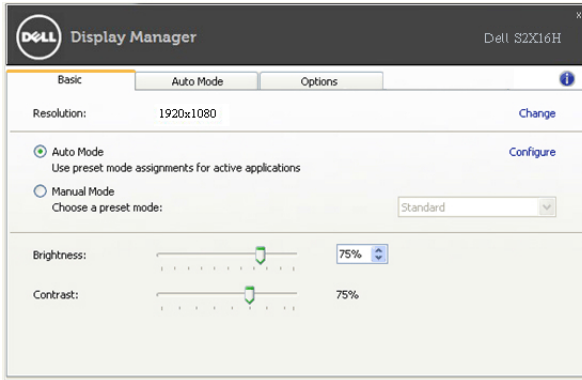 x
DELL Display Manager Dell S2X16H
Basic Auto Mode Options i
Resolution: 1920x1080 Change
Auto Mode Configure
Use preset mode assignments for active applications
Manual Mode
Choose a preset mode: Standard
Brightness: 75%
Contrast: 75%